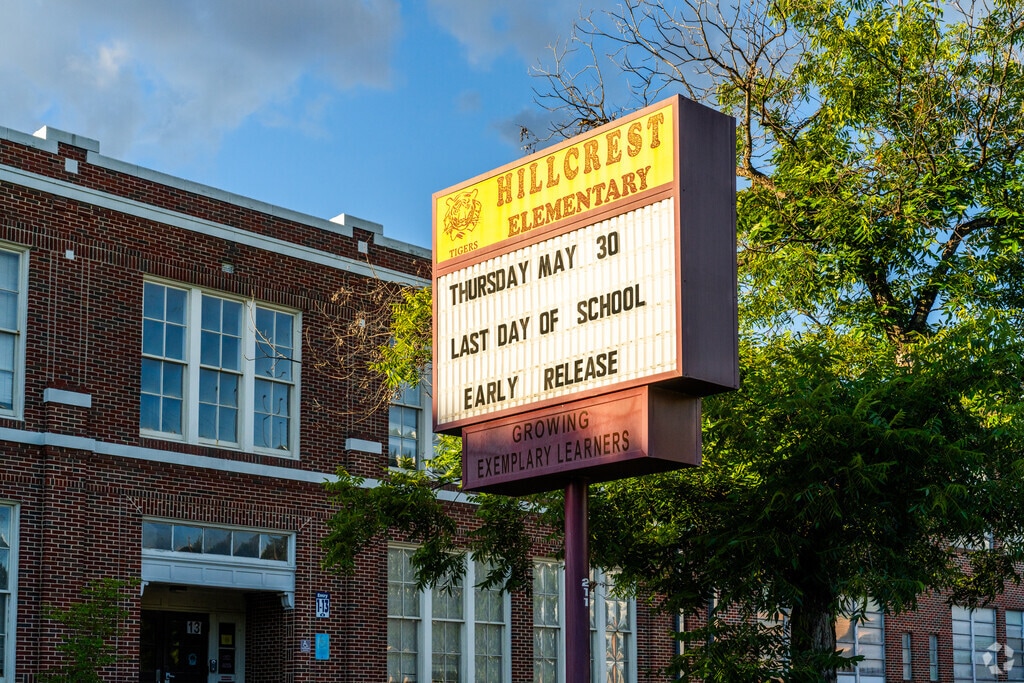 HILLCREST
ELEMENTARY
TIGERS
THURSDAY MAY 30
LAST DAY OF SCHOOL
EARLY RELEASE
GROWING
EXEMPLARY LEARNERS
211
13